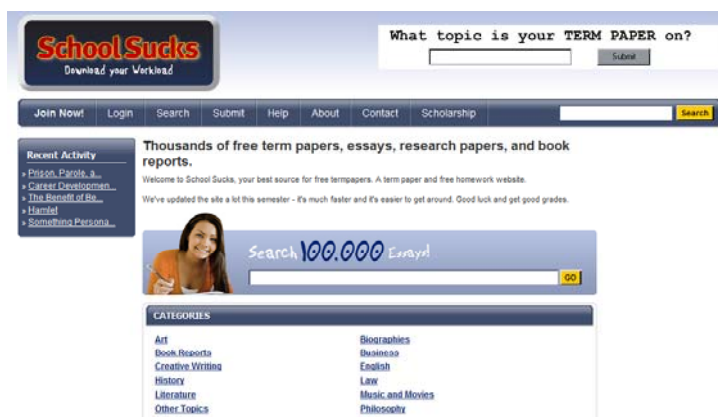 School Sucks
Download your Workload
What topic is your TERM PAPER on?
Submit
Join Now! Login Search Submit Help About Contact Scholarship Search
Recent Activity
» Prison, Parole, a...
» Career Developmen...
» The Benefit of Be...
» Hamlet
» Something Persona...
Thousands of free term papers, essays, research papers, and book
reports.
Welcome to School Sucks, your best source for free termpapers. A term paper and free homework website.
We've updated the site a lot this semester - it's much faster and it's easier to get around. Good luck and get good grades.
Search 100,000 Essays!
GO
CATEGORIES
Art Biographies
Book Reports Business
Creative Writing English
History Law
Literature Music and Movies
Other Topics Philosophy